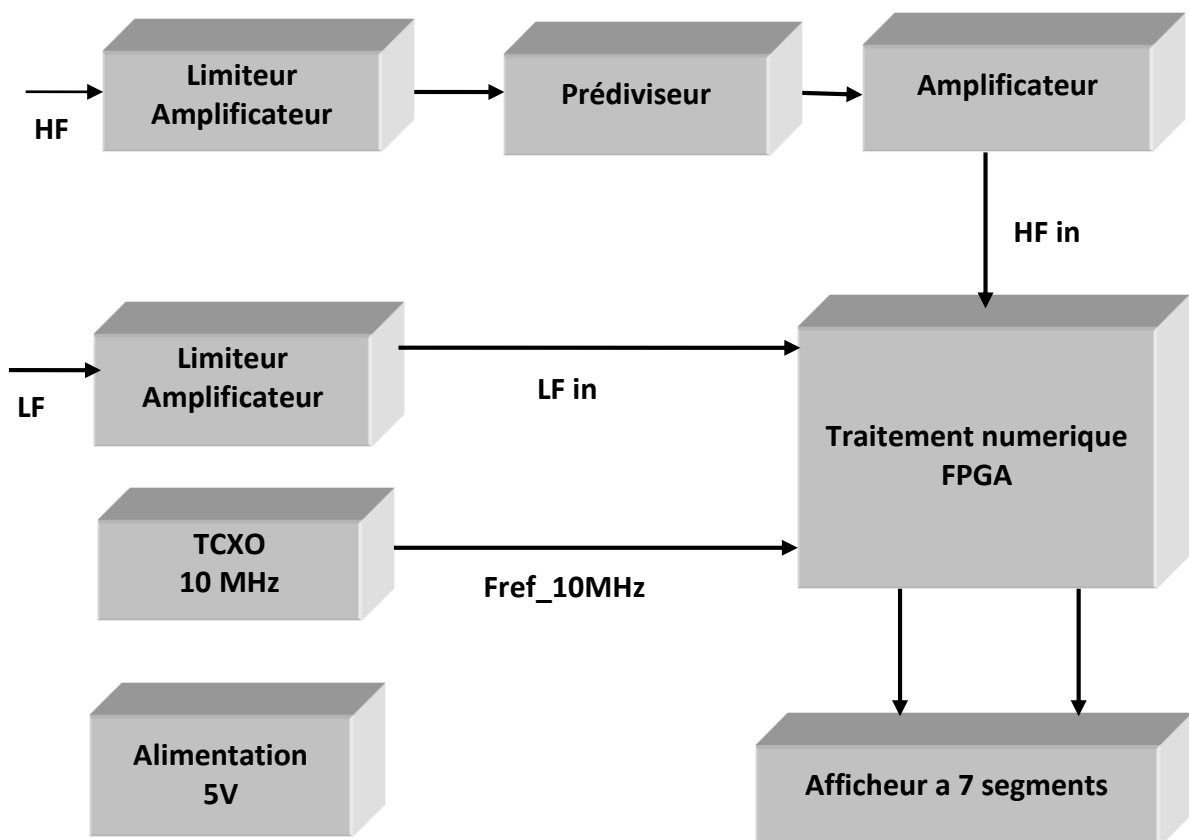 Limiteur
Amplificateur
Prédiviseur
Amplificateur
HF
HF in
Limiteur
Amplificateur
LF
LF in
Traitement numerique
FPGA
TCXO
10 MHz
Fref_10MHz
Alimentation
5V
Afficheur a 7 segments